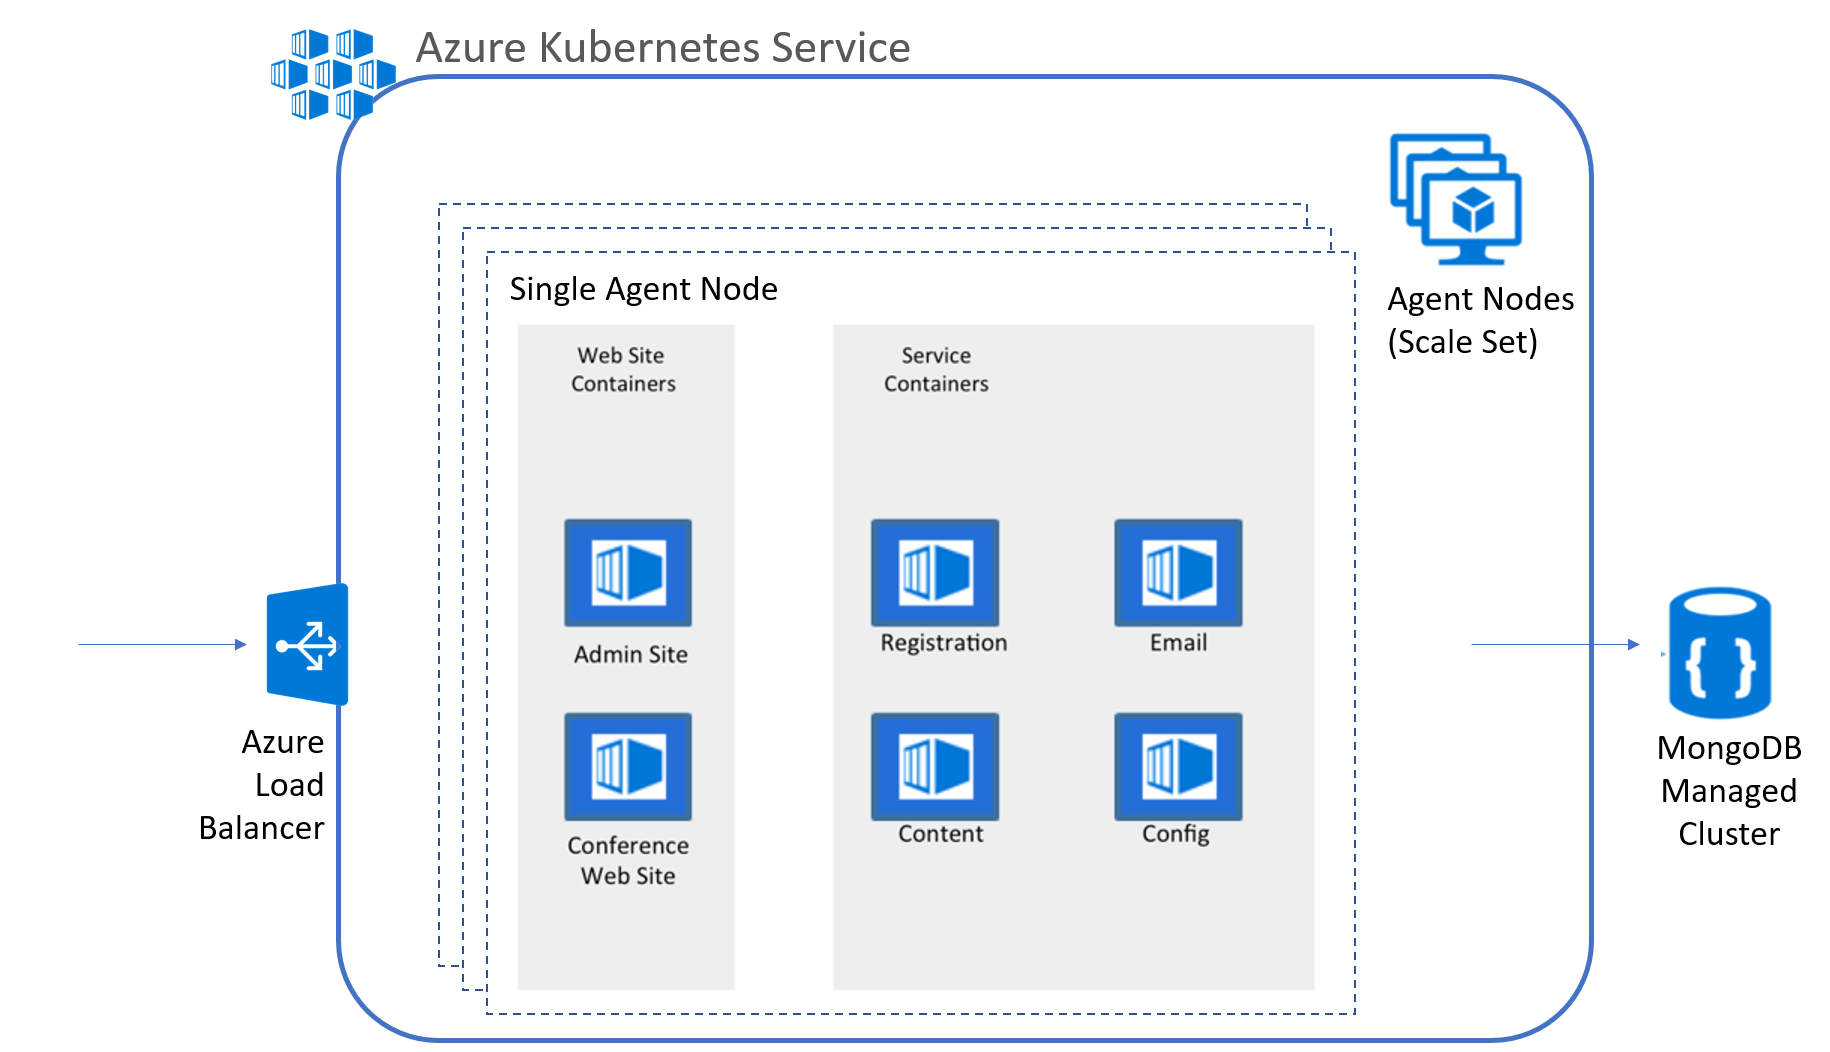 Azure Kubernetes Service
Agent Nodes
(Scale Set)
Single Agent Node
Web Site
Containers
Service
Containers
Admin Site
Registration
Email
Conference
Web Site
Content
Config
Azure
Load
Balancer
MongoDB
Managed
Cluster